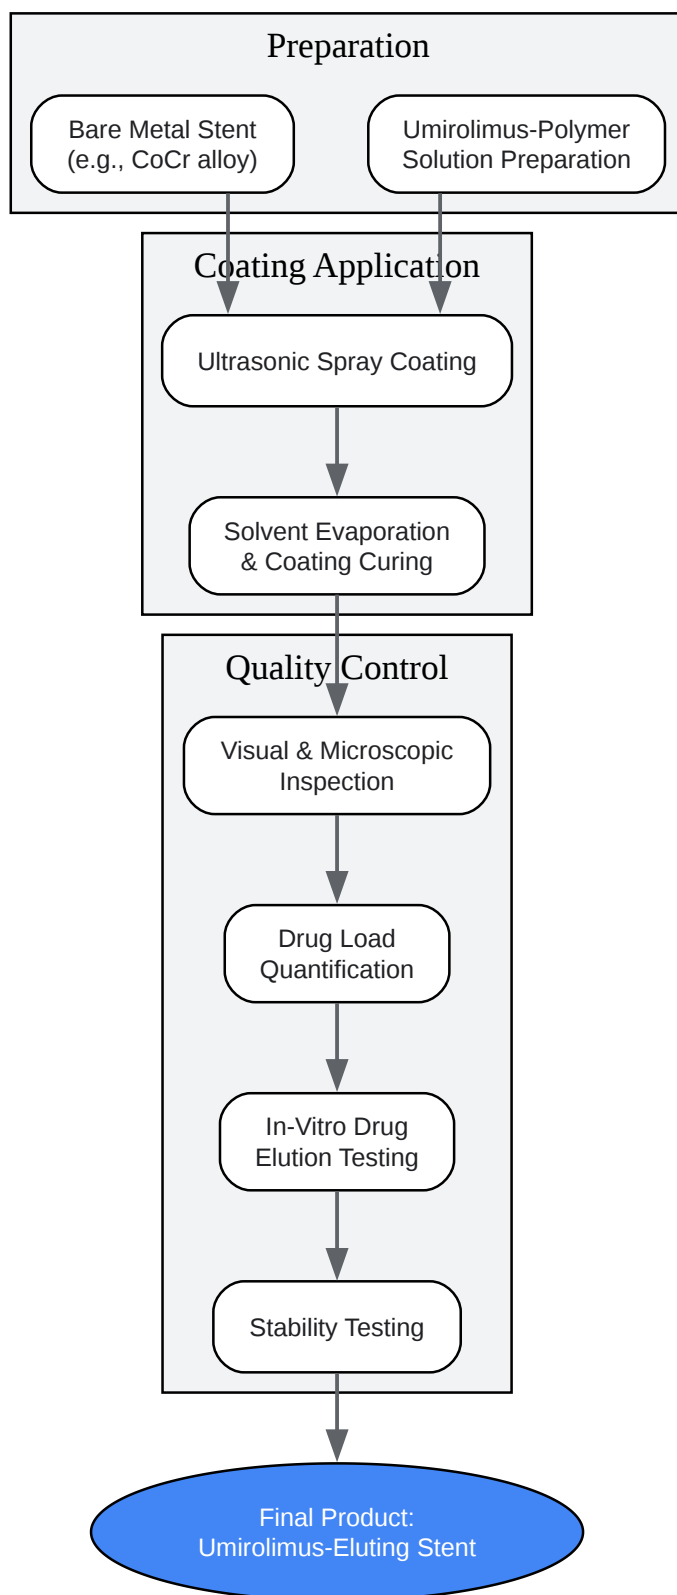 Preparation
Bare Metal Stent
(e.g., CoCr alloy)
Umirolimus-Polymer
Solution Preparation
Coating Application
Ultrasonic Spray Coating
Solvent Evaporation
& Coating Curing
Quality Control
Visual & Microscopic
Inspection
Drug Load
Quantification
In-Vitro Drug
Elution Testing
Stability Testing
Final Product:
Umirolimus-Eluting Stent